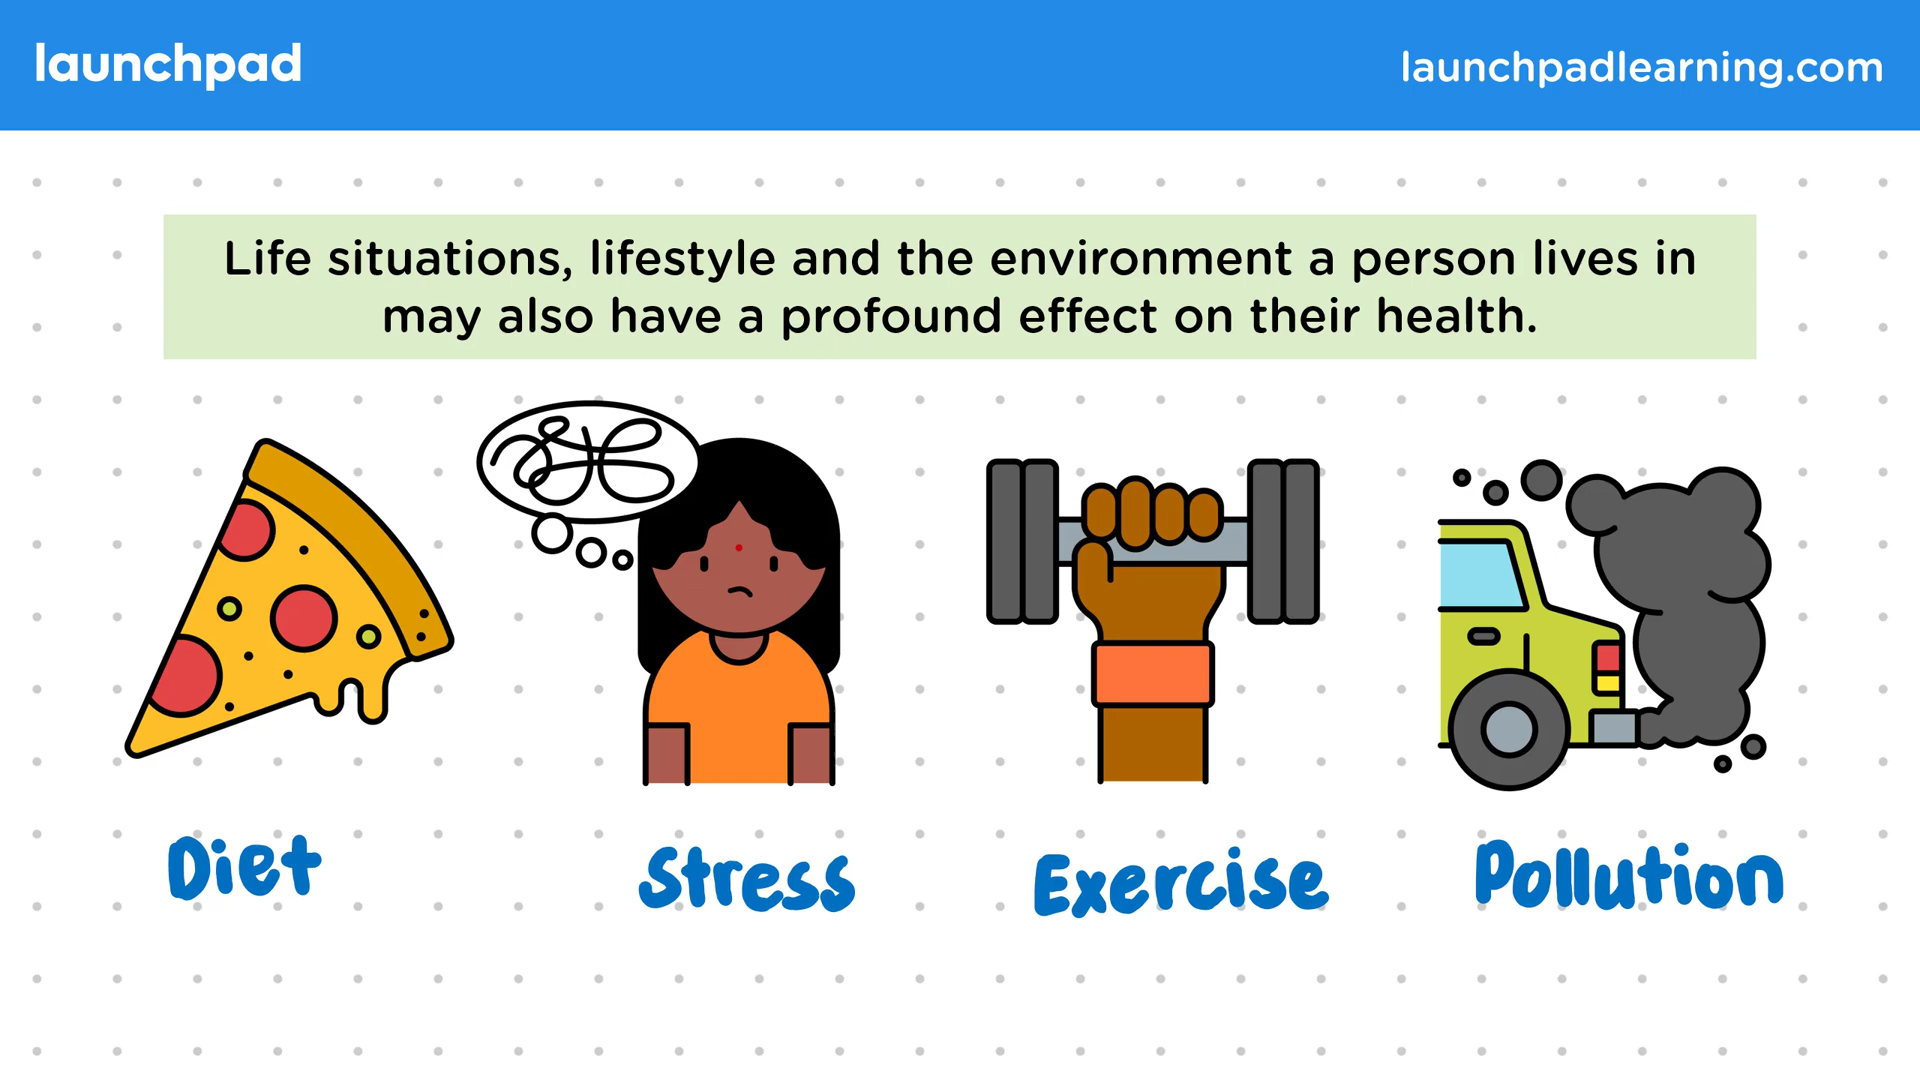 launchpad
launchpadlearning.com
Life situations, lifestyle and the environment a person lives in
may also have a profound effect on their health.
Diet
Stress
Exercise
Pollution